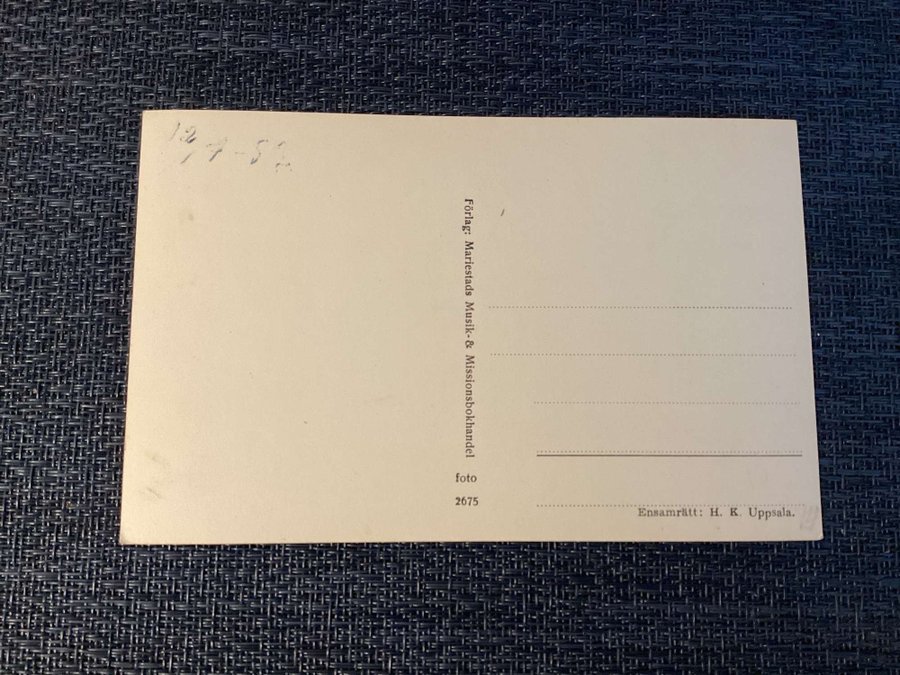 Förlag: Mariestads Musik- & Missionsbokhandel
foto
2675
Ensamrätt: H. K. Uppsala.